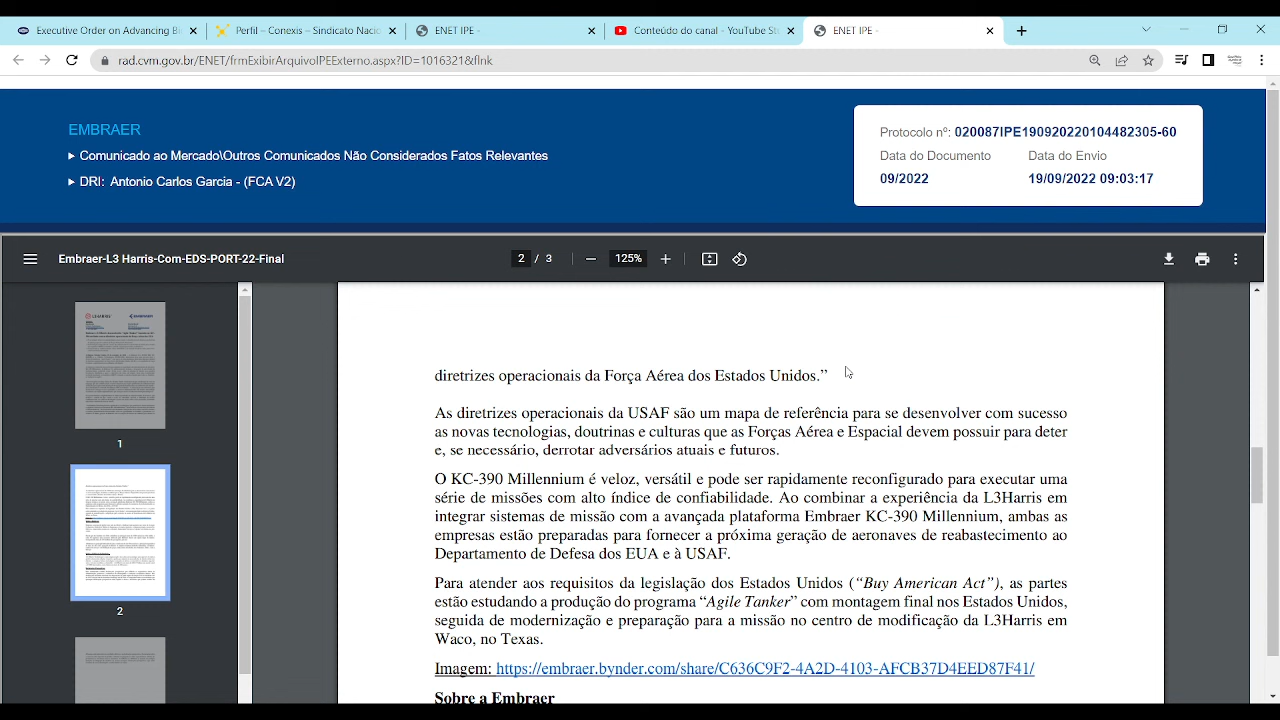 Executive Order on Advancing Bi
Perfil – Conexis – Sindicato Nacio
ENET IPE -
Conteúdo do canal - YouTube Stu
ENET IPE -
rad.cvm.gov.br/ENET/frmExibirArquivoIPEExterno.aspx?ID=1016321&flnk
EMBRAER
Comunicado ao Mercado\Outros Comunicados Não Considerados Fatos Relevantes
DRI: Antonio Carlos Garcia - (FCA V2)
Protocolo nº: 020087IPE190920220104482305-60
Data do Documento Data do Envio
09/2022 19/09/2022 09:03:17
Embraer-L3 Harris-Com-EDS-PORT-22-Final
2 / 3
125%
1
2
diretrizes operacionais da Força Aérea dos Estados Unidos.”
As diretrizes operacionais da USAF são um mapa de referência para se desenvolver com sucesso
as novas tecnologias, doutrinas e culturas que as Forças Aérea e Espacial devem possuir para deter
e, se necessário, derrotar adversários atuais e futuros.
O KC-390 Millennium é veloz, versátil e pode ser rapidamente reconfigurado para executar uma
série de missões com alto índice de confiabilidade. Ao combinar a experiência da L3Harris em
integrar sistemas de missão com a avançada plataforma Embraer KC-390 Millennium, ambas as
empresas estão preparadas para fornecer a próxima geração de aeronaves de reabastecimento ao
Departamento de Defesa dos EUA e à USAF.
Para atender aos requisitos da legislação dos Estados Unidos (“Buy American Act”), as partes
estão estudando a produção do programa “Agile Tanker” com montagem final nos Estados Unidos,
seguida de modernização e preparação para a missão no centro de modificação da L3Harris em
Waco, no Texas.
Imagem: https://embraer.bynder.com/share/C636C9F2-4A2D-4103-AFCB37D4EED87F41/
Sobre a Embraer